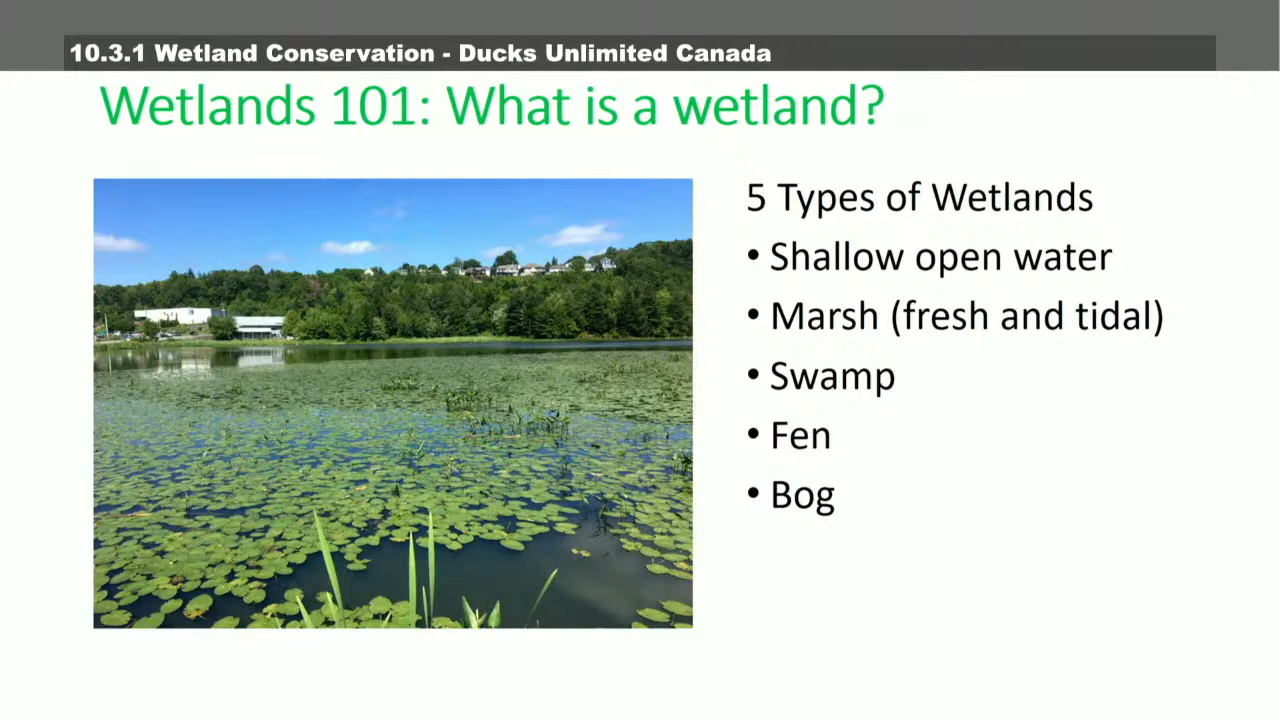 10.3.1 Wetland Conservation - Ducks Unlimited Canada
Wetlands 101: What is a wetland?
5 Types of Wetlands
• Shallow open water
• Marsh (fresh and tidal)
• Swamp
• Fen
• Bog